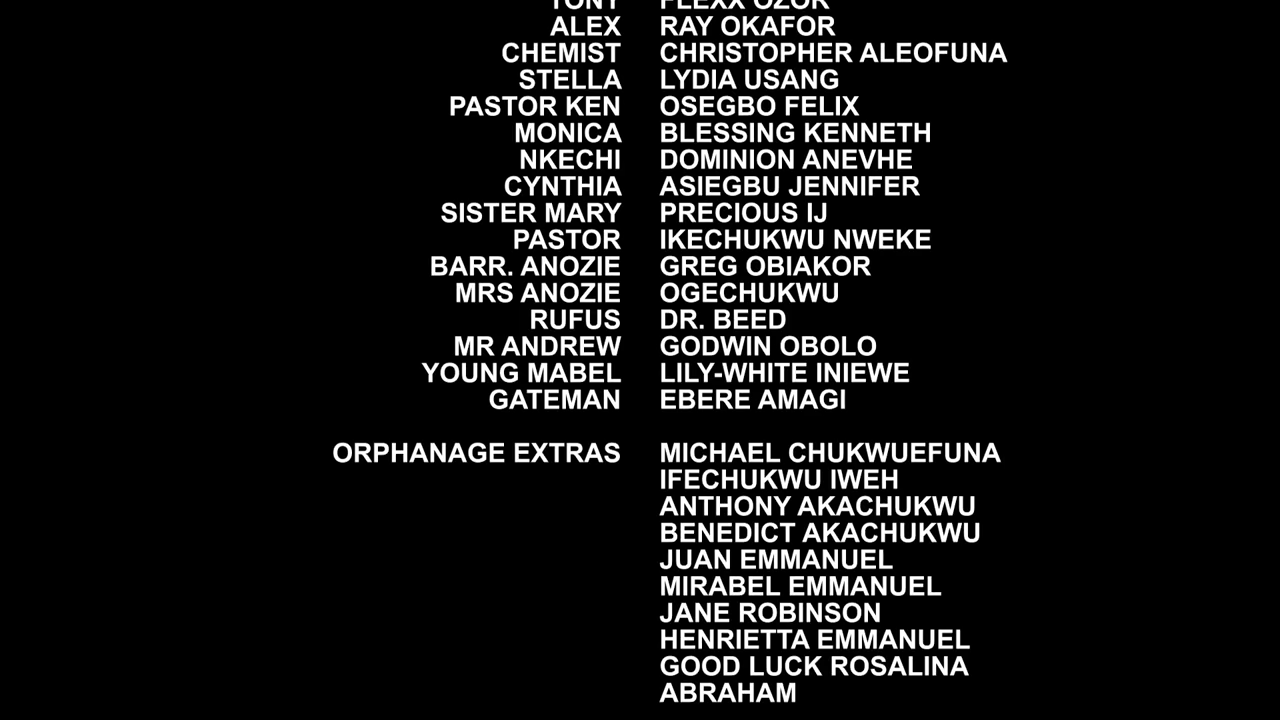 TONY FLEXX OZOR
ALEX RAY OKAFOR
CHEMIST CHRISTOPHER ALEOFUNA
STELLA LYDIA USANG
PASTOR KEN OSEGBO FELIX
MONICA BLESSING KENNETH
NKECHI DOMINION ANEVHE
CYNTHIA ASIEGBU JENNIFER
SISTER MARY PRECIOUS IJ
PASTOR IKECHUKWU NWEKE
BARR. ANOZIE GREG OBIAKOR
MRS ANOZIE OGECHUKWU
RUFUS DR. BEED
MR ANDREW GODWIN OBOLO
YOUNG MABEL LILY-WHITE INIEWE
GATEMAN EBERE AMAGI
ORPHANAGE EXTRAS MICHAEL CHUKWUEFUNA
IFECHUKWU IWEH
ANTHONY AKACHUKWU
BENEDICT AKACHUKWU
JUAN EMMANUEL
MIRABEL EMMANUEL
JANE ROBINSON
HENRIETTA EMMANUEL
GOOD LUCK ROSALINA
ABRAHAM